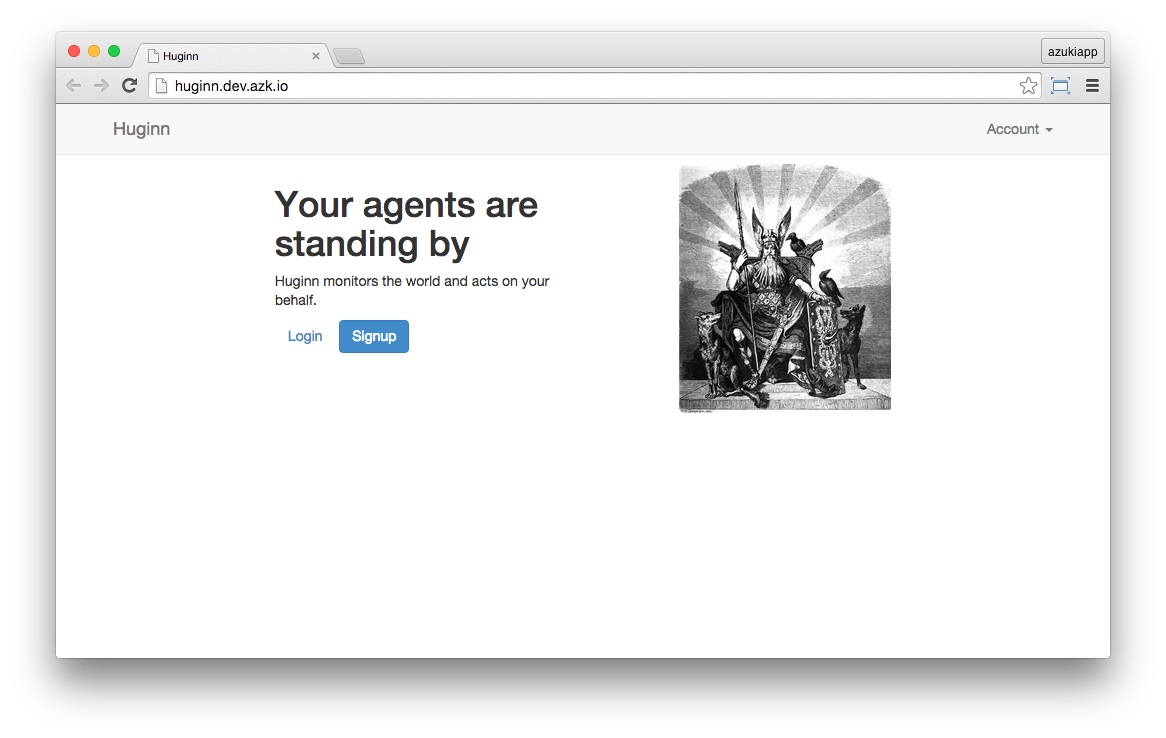 Huginn
azukiapp
huginn.dev.azk.io
Huginn
Account
Your agents are
standing by
Huginn monitors the world and acts on your
behalf.
Login
Signup